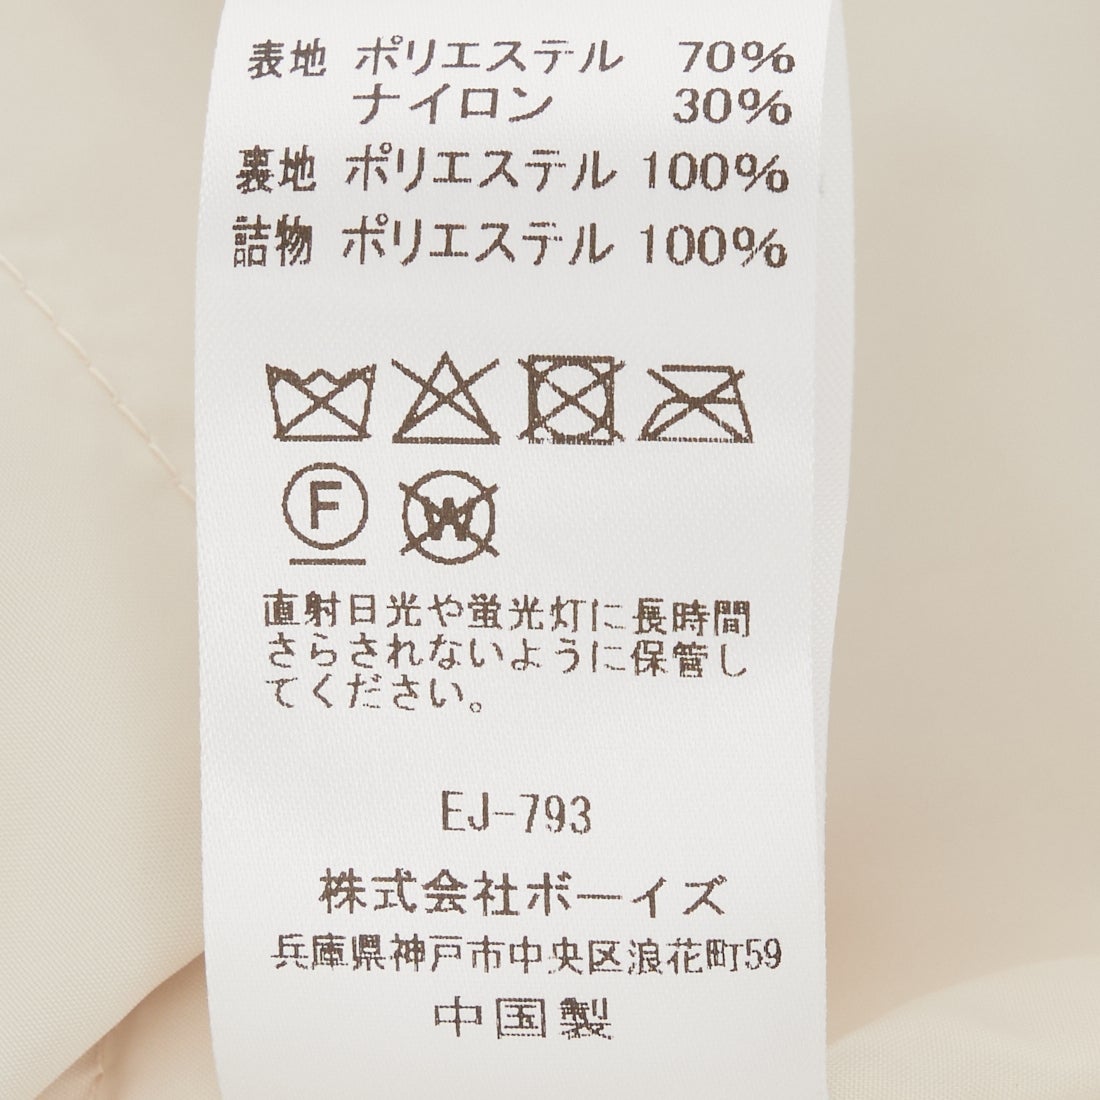 表地 ポリエステル 70%
ナイロン 30%
裏地 ポリエステル 100%
詰物 ポリエステル 100%
F W
直射日光や蛍光灯に長時間
さらされないように保管し
てください。
EJ-793
株式会社ボーイズ
兵庫県神戸市中央区浪花町59
中国製